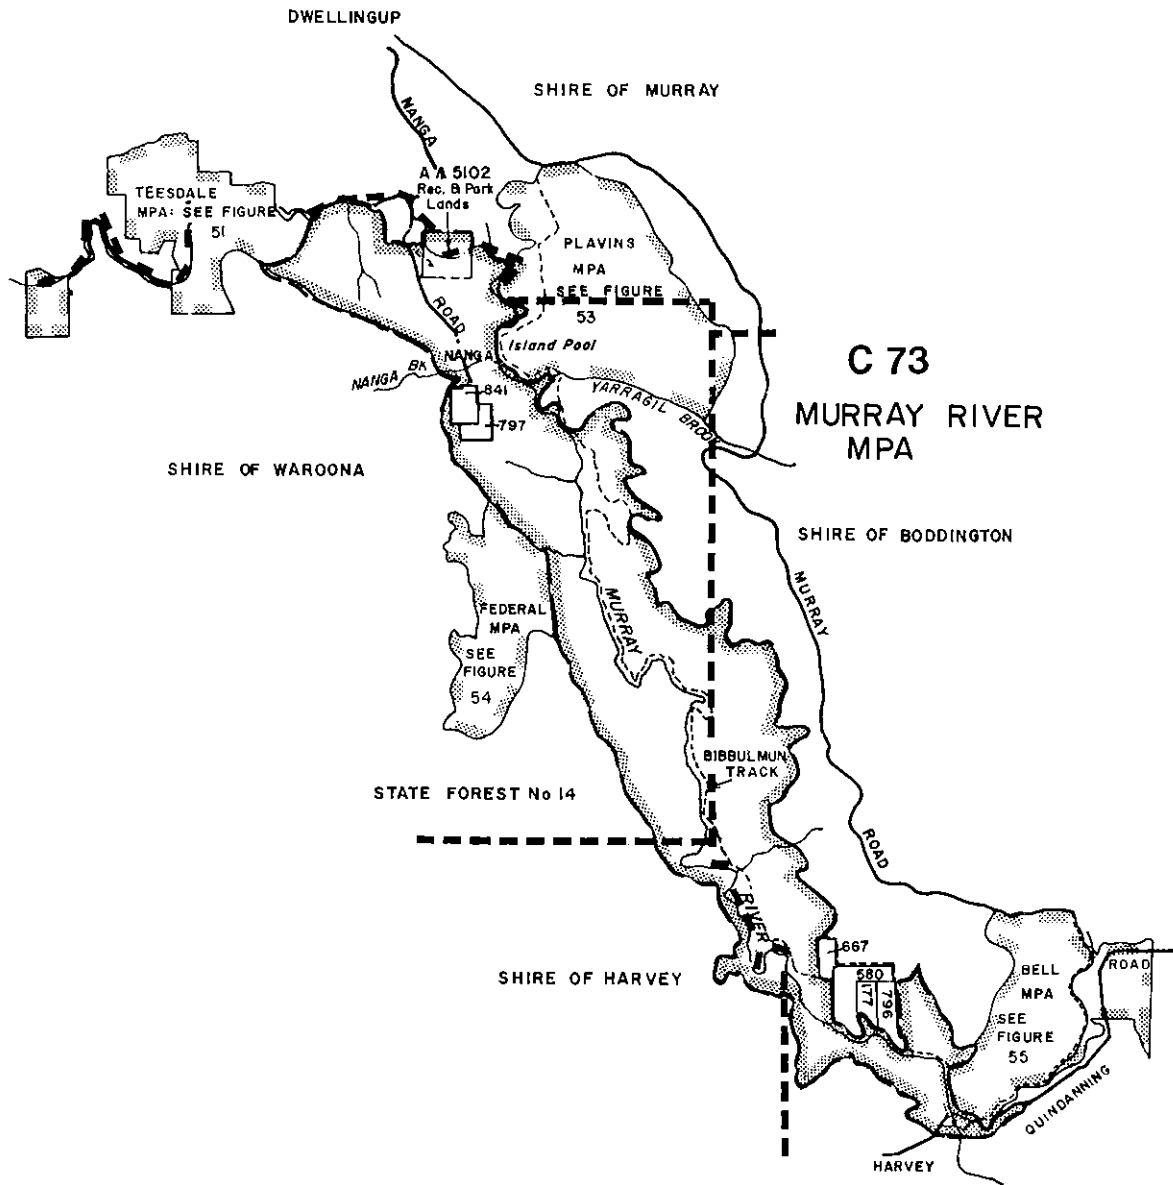 DWELLINGUP
SHIRE OF MURRAY
NANGA
AA 5102
Rec. & Park
Lands
TEESDALE
MPA: SEE FIGURE
51
PLAVINS
MPA
SEE FIGURE
53
ROAD
Island Pool
C 73
MURRAY RIVER
MPA
NANGA BK
NANGA
841
797
YARRAGIL BROOK
SHIRE OF WAROONA
SHIRE OF BODDINGTON
MURRAY
FEDERAL
MPA
SEE
FIGURE
54
MURRAY
BIBBULMUN
TRACK
STATE FOREST No 14
ROAD
RIVER
667
580
177
796
SHIRE OF HARVEY
BELL
MPA
SEE
FIGURE
55
ROAD
QUINDANNING
HARVEY